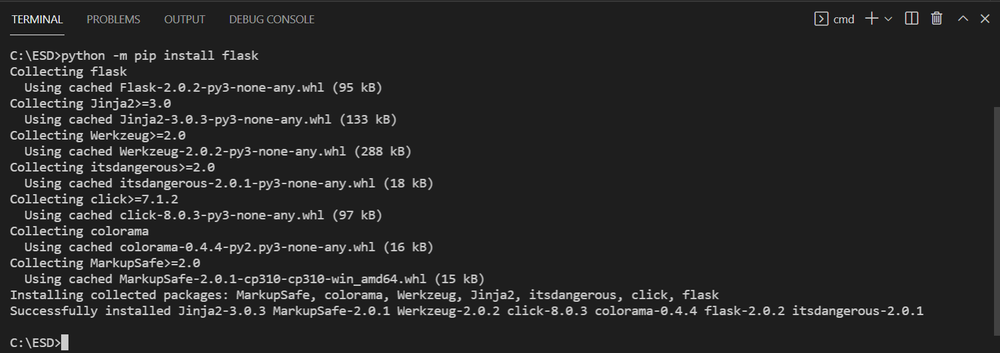 TERMINAL PROBLEMS OUTPUT DEBUG CONSOLE cmd
C:\ESD>python -m pip install flask
Collecting flask
  Using cached Flask-2.0.2-py3-none-any.whl (95 kB)
Collecting Jinja2>=3.0
  Using cached Jinja2-3.0.3-py3-none-any.whl (133 kB)
Collecting Werkzeug>=2.0
  Using cached Werkzeug-2.0.2-py3-none-any.whl (288 kB)
Collecting itsdangerous>=2.0
  Using cached itsdangerous-2.0.1-py3-none-any.whl (18 kB)
Collecting click>=7.1.2
  Using cached click-8.0.3-py3-none-any.whl (97 kB)
Collecting colorama
  Using cached colorama-0.4.4-py2.py3-none-any.whl (16 kB)
Collecting MarkupSafe>=2.0
  Using cached MarkupSafe-2.0.1-cp310-cp310-win_amd64.whl (15 kB)
Installing collected packages: MarkupSafe, colorama, Werkzeug, Jinja2, itsdangerous, click, flask
Successfully installed Jinja2-3.0.3 MarkupSafe-2.0.1 Werkzeug-2.0.2 click-8.0.3 colorama-0.4.4 flask-2.0.2 itsdangerous-2.0.1
C:\ESD>